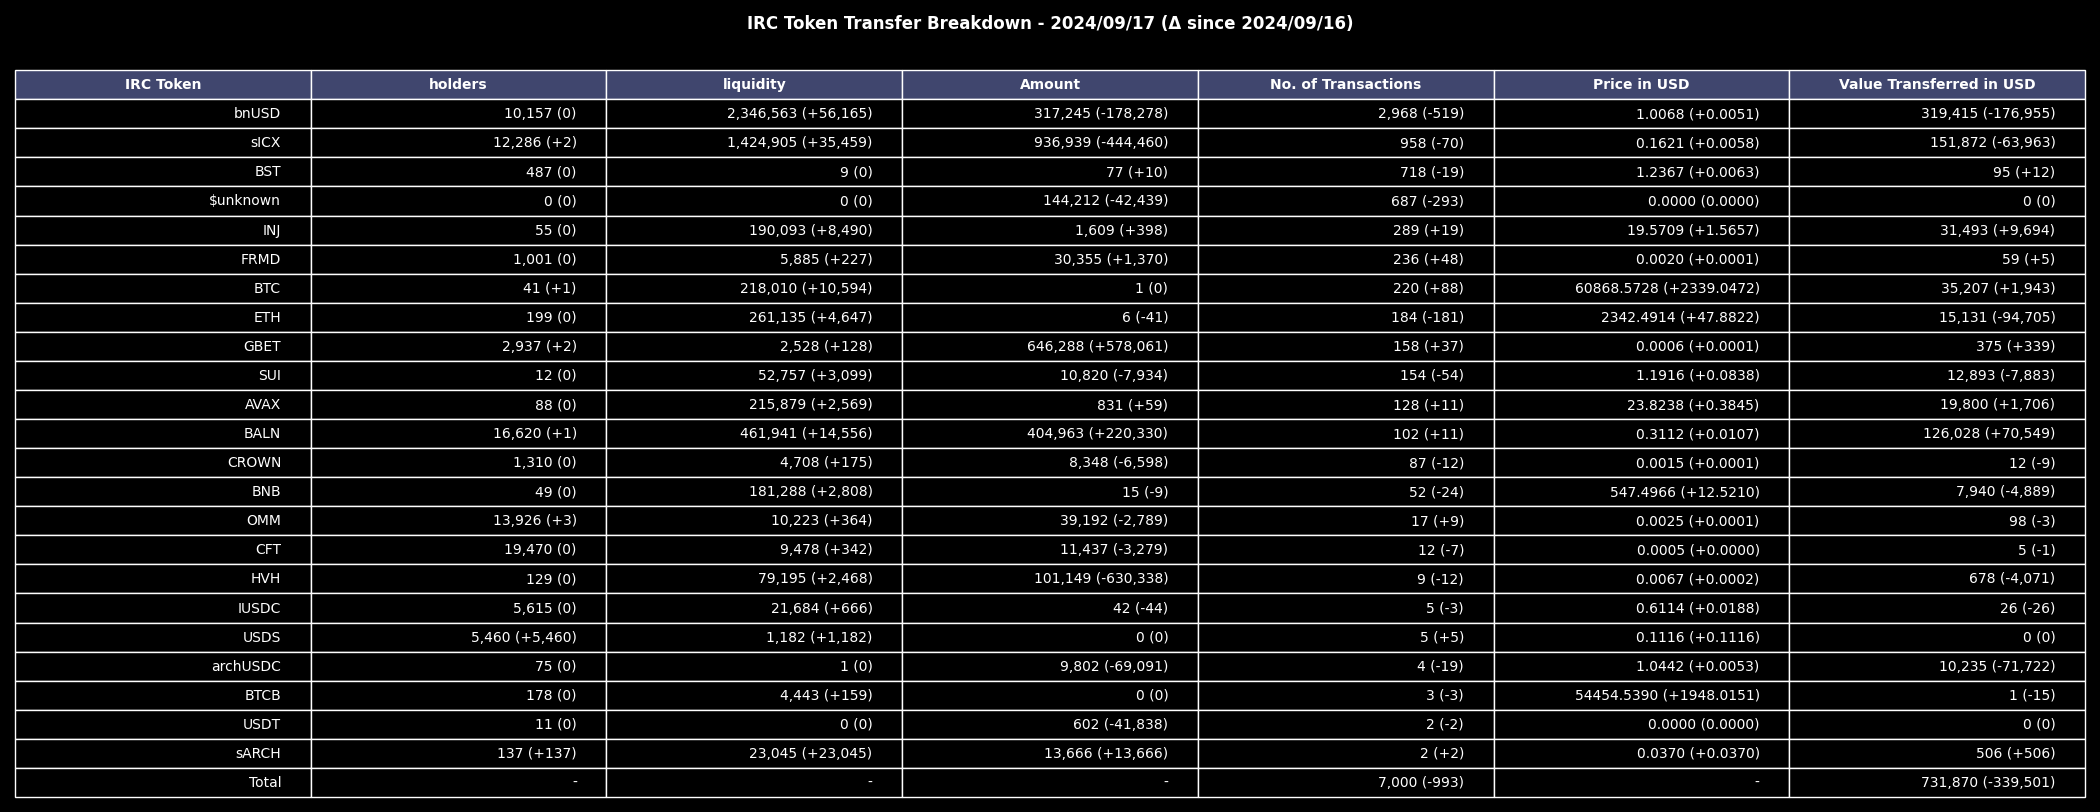 IRC Token Transfer Breakdown - 2024/09/17 (Δ since 2024/09/16)
IRC Token holders liquidity Amount No. of Transactions Price in USD Value Transferred in USD
bnUSD 10,157 (0) 2,346,563 (+56,165) 317,245 (-178,278) 2,968 (-519) 1.0068 (+0.0051) 319,415 (-176,955)
sICX 12,286 (+2) 1,424,905 (+35,459) 936,939 (-444,460) 958 (-70) 0.1621 (+0.0058) 151,872 (-63,963)
BST 487 (0) 9 (0) 77 (+10) 718 (-19) 1.2367 (+0.0063) 95 (+12)
$unknown 0 (0) 0 (0) 144,212 (-42,439) 687 (-293) 0.0000 (0.0000) 0 (0)
INJ 55 (0) 190,093 (+8,490) 1,609 (+398) 289 (+19) 19.5709 (+1.5657) 31,493 (+9,694)
FRMD 1,001 (0) 5,885 (+227) 30,355 (+1,370) 236 (+48) 0.0020 (+0.0001) 59 (+5)
BTC 41 (+1) 218,010 (+10,594) 1 (0) 220 (+88) 60868.5728 (+2339.0472) 35,207 (+1,943)
ETH 199 (0) 261,135 (+4,647) 6 (-41) 184 (-181) 2342.4914 (+47.8822) 15,131 (-94,705)
GBET 2,937 (+2) 2,528 (+128) 646,288 (+578,061) 158 (+37) 0.0006 (+0.0001) 375 (+339)
SUI 12 (0) 52,757 (+3,099) 10,820 (-7,934) 154 (-54) 1.1916 (+0.0838) 12,893 (-7,883)
AVAX 88 (0) 215,879 (+2,569) 831 (+59) 128 (+11) 23.8238 (+0.3845) 19,800 (+1,706)
BALN 16,620 (+1) 461,941 (+14,556) 404,963 (+220,330) 102 (+11) 0.3112 (+0.0107) 126,028 (+70,549)
CROWN 1,310 (0) 4,708 (+175) 8,348 (-6,598) 87 (-12) 0.0015 (+0.0001) 12 (-9)
BNB 49 (0) 181,288 (+2,808) 15 (-9) 52 (-24) 547.4966 (+12.5210) 7,940 (-4,889)
OMM 13,926 (+3) 10,223 (+364) 39,192 (-2,789) 17 (+9) 0.0025 (+0.0001) 98 (-3)
CFT 19,470 (0) 9,478 (+342) 11,437 (-3,279) 12 (-7) 0.0005 (+0.0000) 5 (-1)
HVH 129 (0) 79,195 (+2,468) 101,149 (-630,338) 9 (-12) 0.0067 (+0.0002) 678 (-4,071)
IUSDC 5,615 (0) 21,684 (+666) 42 (-44) 5 (-3) 0.6114 (+0.0188) 26 (-26)
USDS 5,460 (+5,460) 1,182 (+1,182) 0 (0) 5 (+5) 0.1116 (+0.1116) 0 (0)
archUSDC 75 (0) 1 (0) 9,802 (-69,091) 4 (-19) 1.0442 (+0.0053) 10,235 (-71,722)
BTCB 178 (0) 4,443 (+159) 0 (0) 3 (-3) 54454.5390 (+1948.0151) 1 (-15)
USDT 11 (0) 0 (0) 602 (-41,838) 2 (-2) 0.0000 (0.0000) 0 (0)
sARCH 137 (+137) 23,045 (+23,045) 13,666 (+13,666) 2 (+2) 0.0370 (+0.0370) 506 (+506)
Total - - - 7,000 (-993) - 731,870 (-339,501)